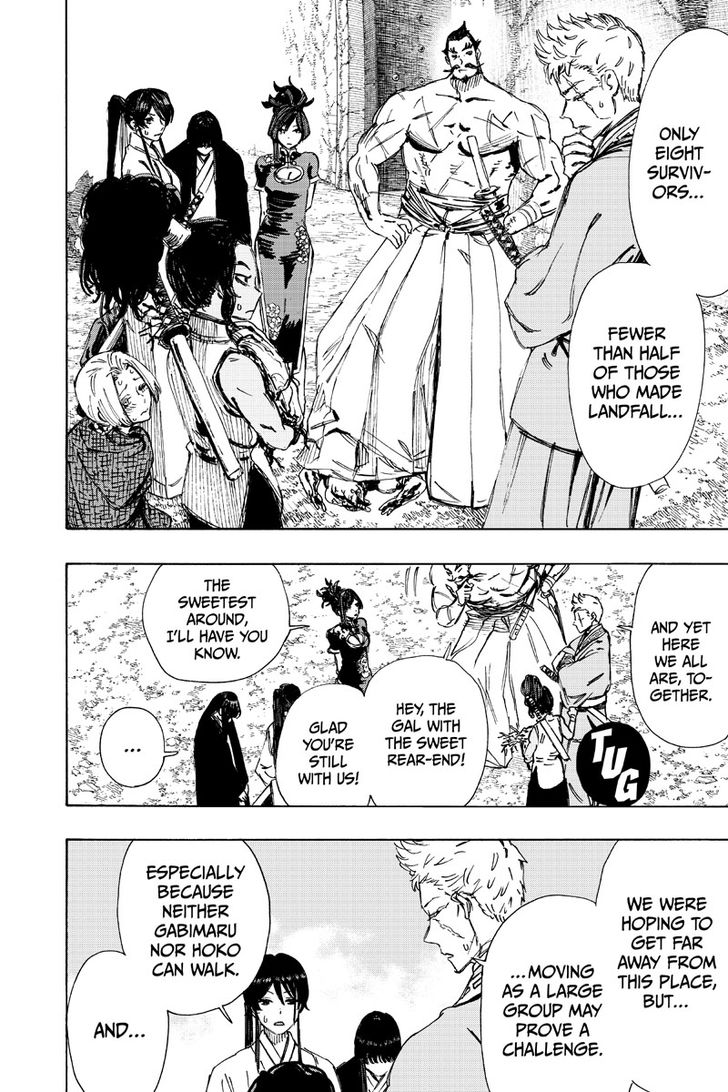 ONLY
EIGHT
SURVIV-
ORS...
FEWER
THAN HALF
OF THOSE
WHO MADE
LANDFALL...
AND YET
HERE
WE ALL
ARE, TO-
GETHER.
TUG
HEY, THE
GAL WITH
THE SWEET
REAR-END!
GLAD
YOU'RE
STILL
WITH US!
THE
SWEETEST
AROUND,
I'LL HAVE YOU
KNOW.
...
WE WERE
HOPING TO
GET FAR
AWAY FROM
THIS PLACE,
BUT...
...MOVING
AS A LARGE
GROUP MAY
PROVE A
CHALLENGE.
ESPECIALLY
BECAUSE
NEITHER
GABIMARU
NOR HOKO
CAN WALK.
AND...